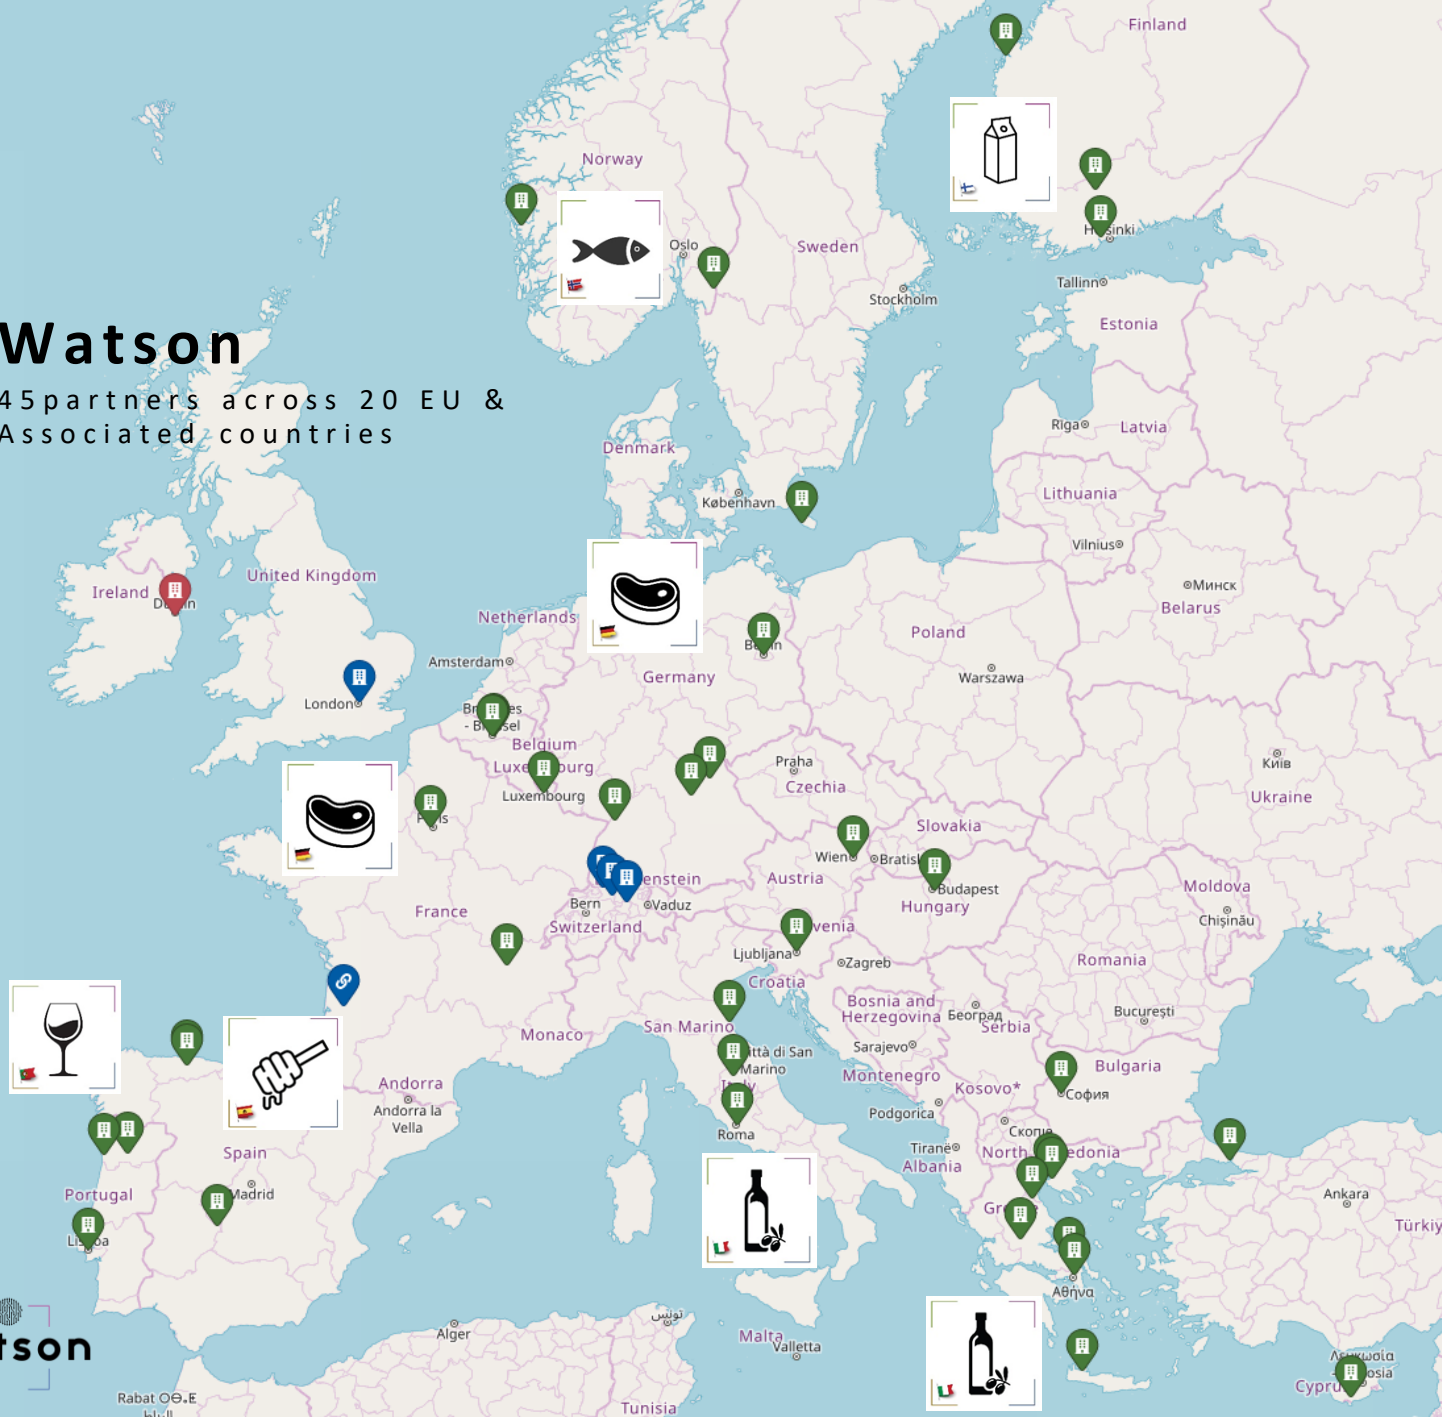 Finland
Norway
Oslo
Sweden
Stockholm
Tallinn
Estonia
Watson
45partners across 20 EU &
Associated countries
Riga
Latvia
Denmark
København
Lithuania
Vilnius
Минск
Belarus
Ireland
United Kingdom
Netherlands
Amsterdam
Poland
Warszawa
Germany
London
Belgium
Luxembourg
Praha
Czechia
Київ
Ukraine
Slovakia
Wien
Austria
Budapest
Hungary
Moldova
Chișinău
Bern
Vaduz
Switzerland
France
Ljubljana
Zagreb
Romania
Croatia
Bosnia and
Herzegovina
Београд
Serbia
București
San Marino
Monaco
Sarajevo
Marino
Montenegro
Kosovo*
Bulgaria
София
Andorra
Andorra la
Vella
Podgorica
Roma
Tiranë
Albania
North
Spain
Madrid
Portugal
Ankara
Αθήνα
Malta
Valletta
تونس
Alger
tson
Rabat ⵔⴱⴰⵟ
Tunisia